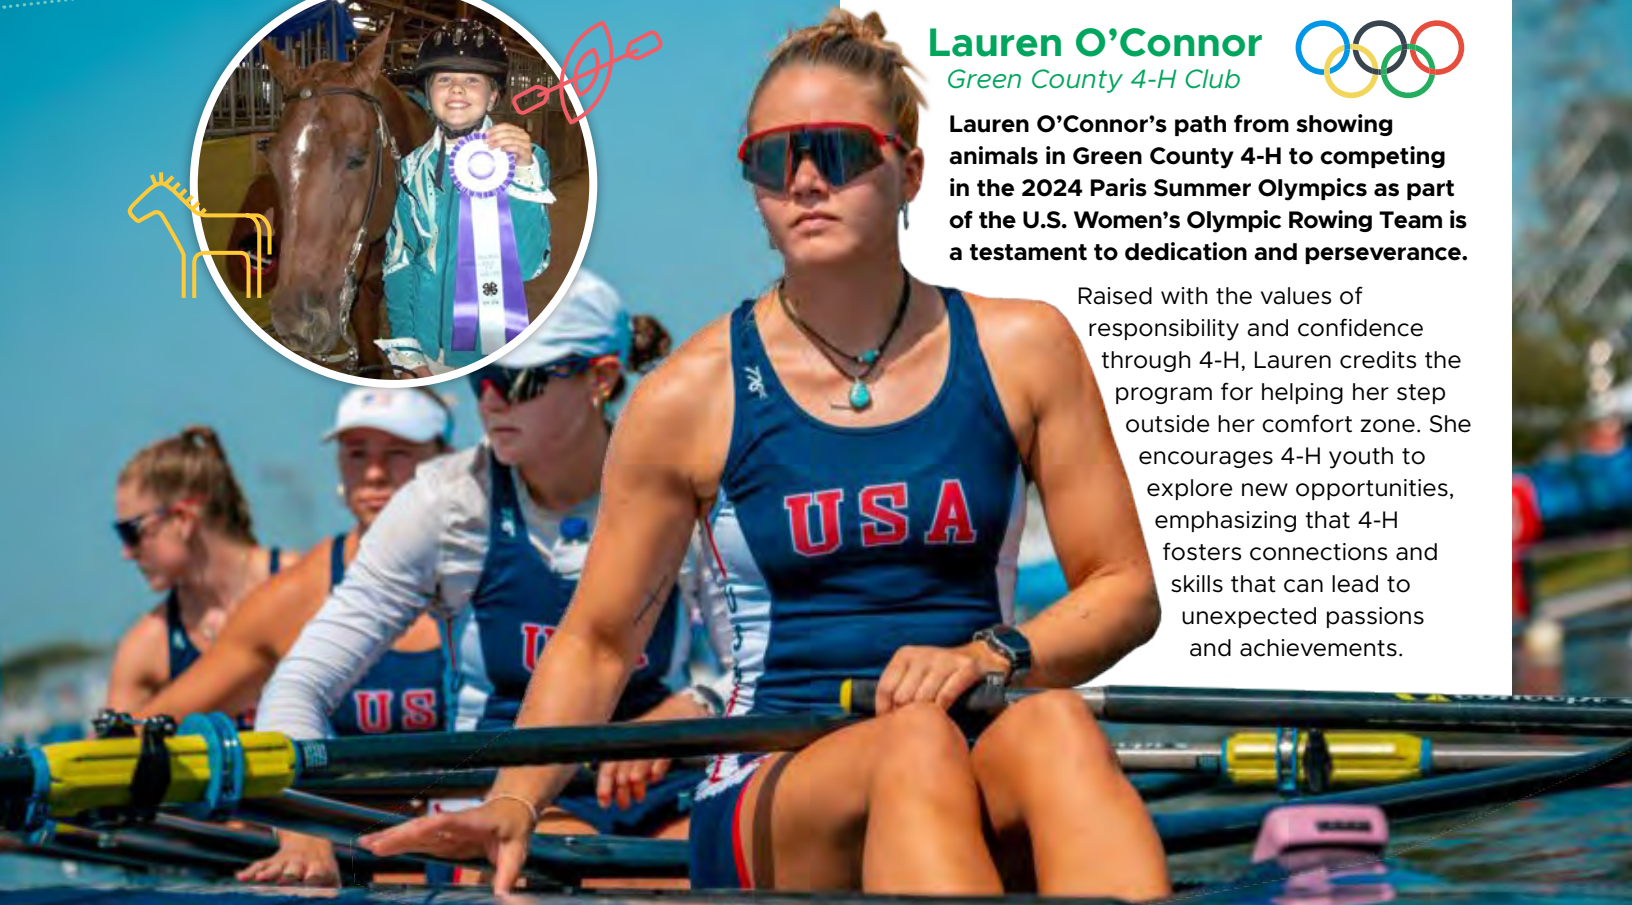 Lauren O’Connor
Green County 4-H Club
Lauren O’Connor’s path from showing
animals in Green County 4-H to competing
in the 2024 Paris Summer Olympics as part
of the U.S. Women’s Olympic Rowing Team is
a testament to dedication and perseverance.
Raised with the values of
responsibility and confidence
through 4-H, Lauren credits the
program for helping her step
outside her comfort zone. She
encourages 4-H youth to
explore new opportunities,
emphasizing that 4-H
fosters connections and
skills that can lead to
unexpected passions
and achievements.
USA
US